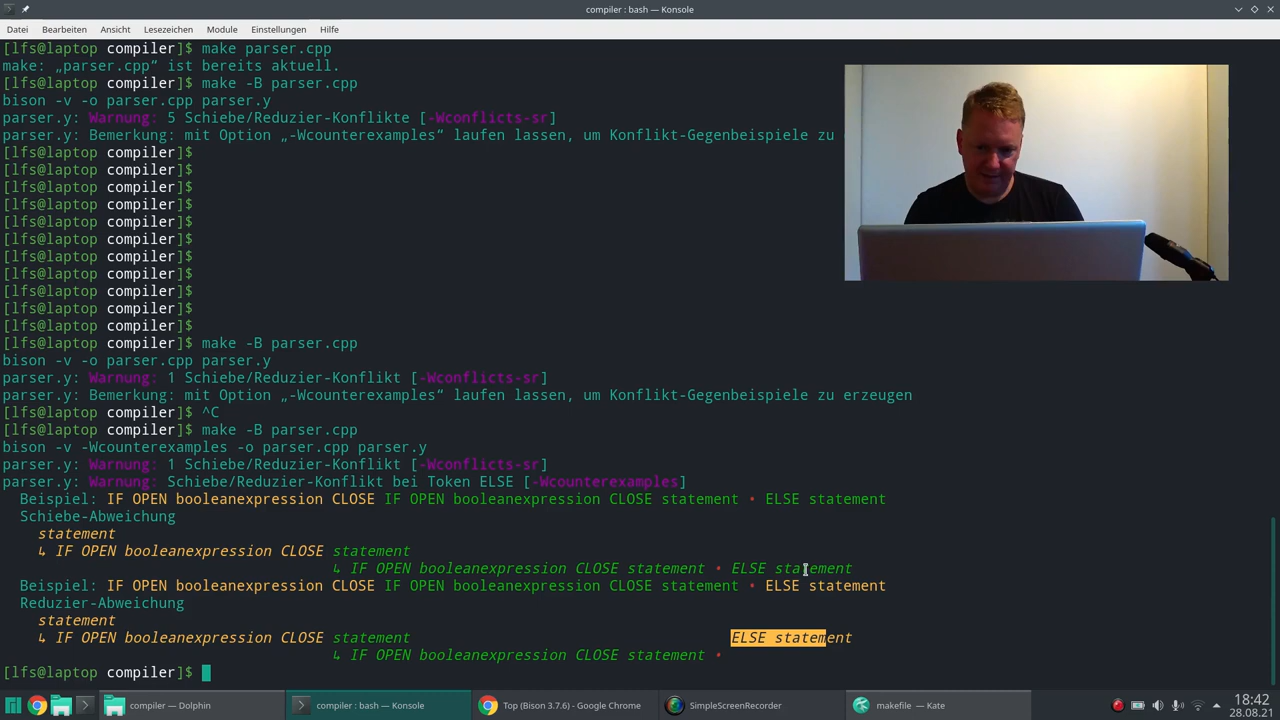 compiler : bash — Konsole
Datei Bearbeiten Ansicht Lesezeichen Module Einstellungen Hilfe
[lfs@laptop compiler]$ make parser.cpp
make: „parser.cpp“ ist bereits aktuell.
[lfs@laptop compiler]$ make -B parser.cpp
bison -v -o parser.cpp parser.y
parser.y: Warnung: 5 Schiebe/Reduzier-Konflikte [-Wconflicts-sr]
parser.y: Bemerkung: mit Option „-Wcounterexamples“ laufen lassen, um Konflikt-Gegenbeispiele zu
[lfs@laptop compiler]$
[lfs@laptop compiler]$
[lfs@laptop compiler]$
[lfs@laptop compiler]$
[lfs@laptop compiler]$
[lfs@laptop compiler]$
[lfs@laptop compiler]$
[lfs@laptop compiler]$
[lfs@laptop compiler]$
[lfs@laptop compiler]$
[lfs@laptop compiler]$
[lfs@laptop compiler]$ make -B parser.cpp
bison -v -o parser.cpp parser.y
parser.y: Warnung: 1 Schiebe/Reduzier-Konflikt [-Wconflicts-sr]
parser.y: Bemerkung: mit Option „-Wcounterexamples“ laufen lassen, um Konflikt-Gegenbeispiele zu erzeugen
[lfs@laptop compiler]$ ^C
[lfs@laptop compiler]$ make -B parser.cpp
bison -v -Wcounterexamples -o parser.cpp parser.y
parser.y: Warnung: 1 Schiebe/Reduzier-Konflikt [-Wconflicts-sr]
parser.y: Warnung: Schiebe/Reduzier-Konflikt bei Token ELSE [-Wcounterexamples]
Beispiel: IF OPEN booleanexpression CLOSE IF OPEN booleanexpression CLOSE statement • ELSE statement
Schiebe-Abweichung
statement
↳ IF OPEN booleanexpression CLOSE statement
↳ IF OPEN booleanexpression CLOSE statement • ELSE statement
Beispiel: IF OPEN booleanexpression CLOSE IF OPEN booleanexpression CLOSE statement • ELSE statement
Reduzier-Abweichung
statement
↳ IF OPEN booleanexpression CLOSE statement ELSE statement
↳ IF OPEN booleanexpression CLOSE statement •
[lfs@laptop compiler]$
compiler — Dolphin compiler : bash — Konsole Top (Bison 3.7.6) - Google Chrome SimpleScreenRecorder makefile — Kate 18:42
28.08.21